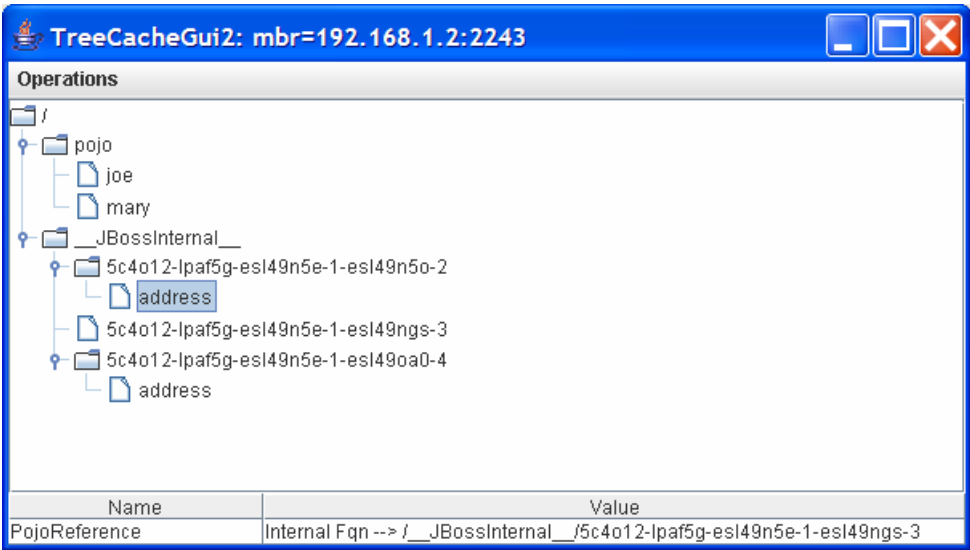 TreeCacheGui2: mbr=192.168.1.2:2243
Operations
/
pojo
joe
mary
__JBossInternal__
5c4o12-lpaf5g-esl49n5e-1-esl49n5o-2
address
5c4o12-lpaf5g-esl49n5e-1-esl49ngs-3
5c4o12-lpaf5g-esl49n5e-1-esl49oa0-4
address
Name Value
PojoReference Internal Fqn --> /__JBossInternal__/5c4o12-lpaf5g-esl49n5e-1-esl49ngs-3